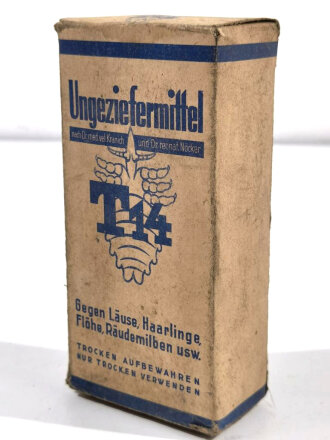 Ungeziefermittel
nach Dr. med. vet. Kranich und Dr. rer. nat. Nöcker
T14
Gegen Läuse, Haarlinge,
Flöhe, Räudemilben usw.
TROCKEN AUFBEWAHREN
NUR TROCKEN VERWENDEN